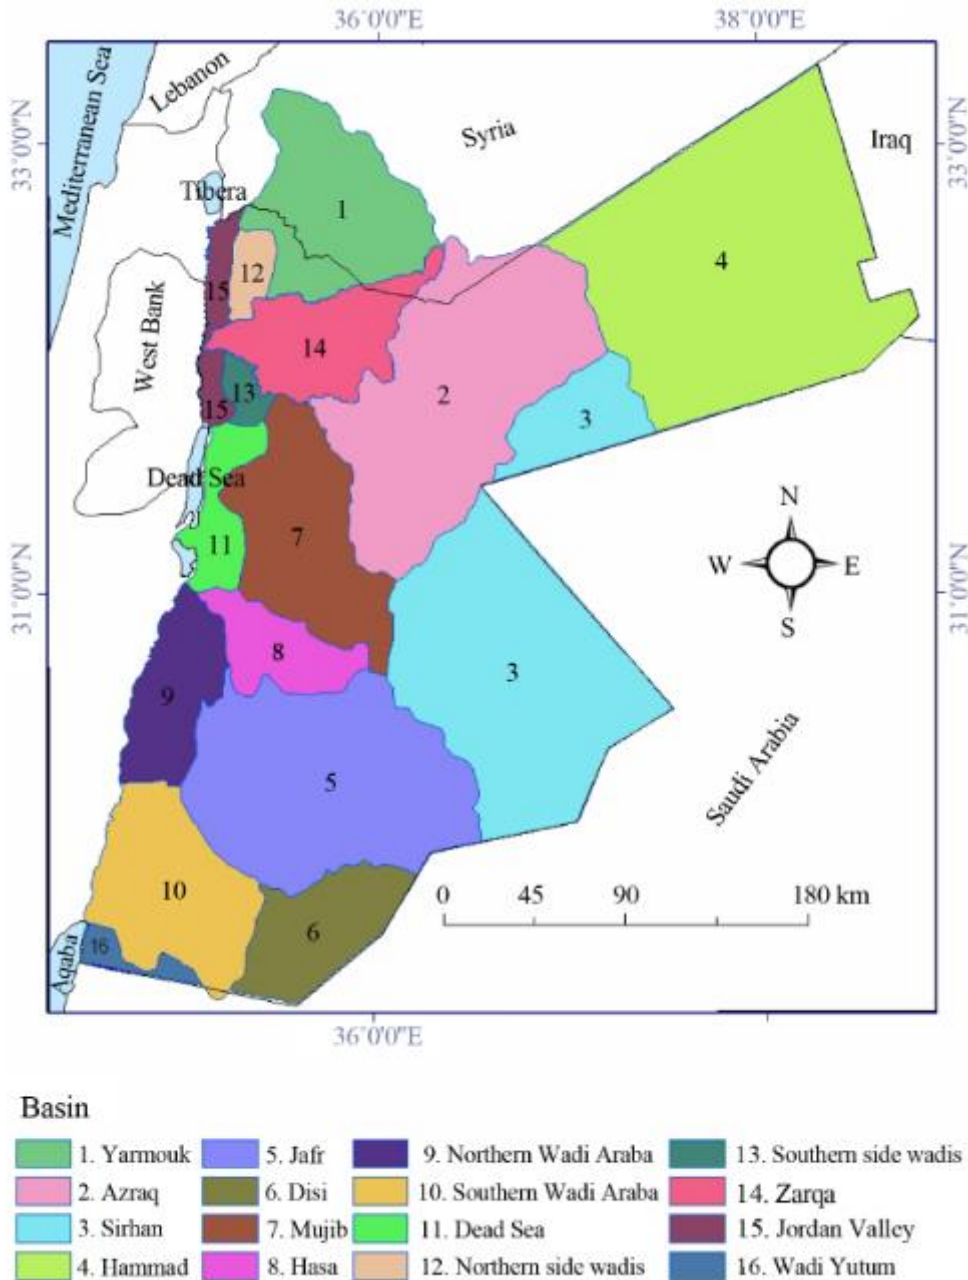 36°0'0"E
38°0'0"E
33°0'0"N
33°0'0"N
Mediterranean Sea
Lebanon
Syria
Iraq
Tibera
1
4
12
15
West Bank
14
2
13
3
15
Dead Sea
7
11
N
W
E
S
31°0'0"N
31°0'0"N
8
3
9
5
Saudi Arabia
10
6
0 45 90 180 km
Aqaba
16
36°0'0"E
Basin
1. Yarmouk
2. Azraq
3. Sirhan
4. Hammad
5. Jafr
6. Disi
7. Mujib
8. Hasa
9. Northern Wadi Araba
10. Southern Wadi Araba
11. Dead Sea
12. Northern side wadis
13. Southern side wadis
14. Zarqa
15. Jordan Valley
16. Wadi Yutum